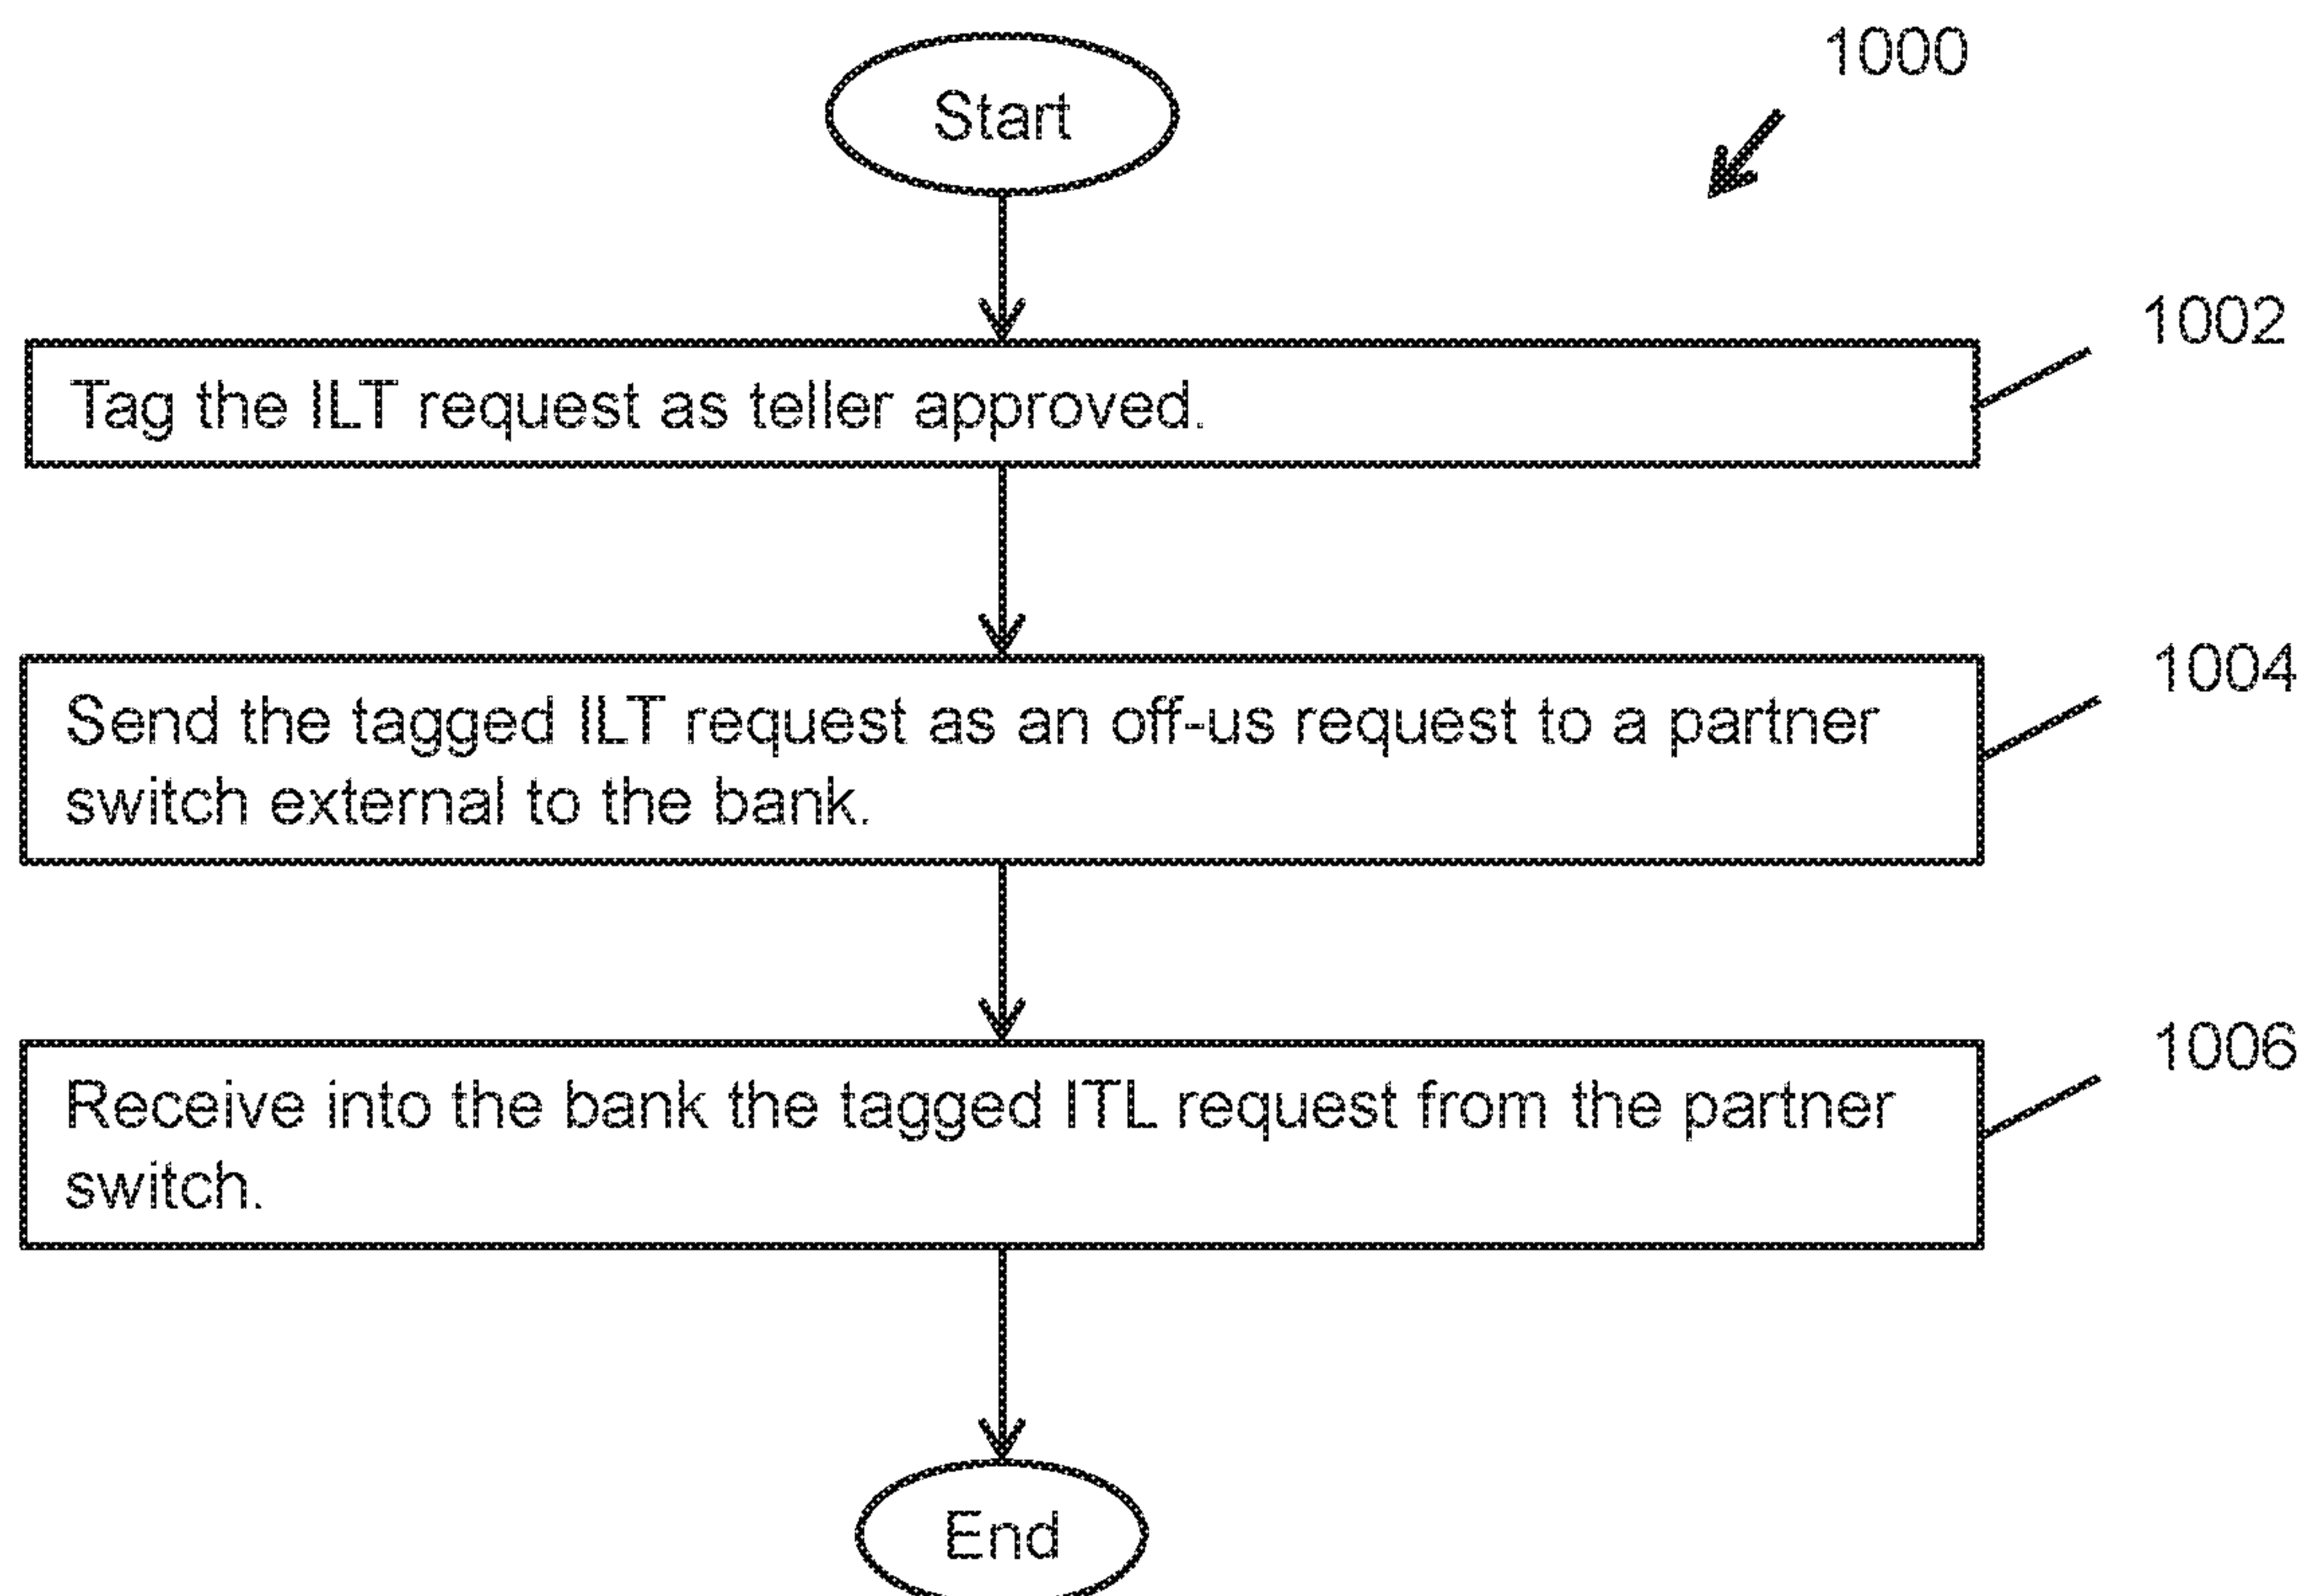 1000
Start
1002
Tag the ILT request as teller approved.
1004
Send the tagged ILT request as an off-us request to a partner
switch external to the bank.
1006
Receive into the bank the tagged ITL request from the partner
switch.
End